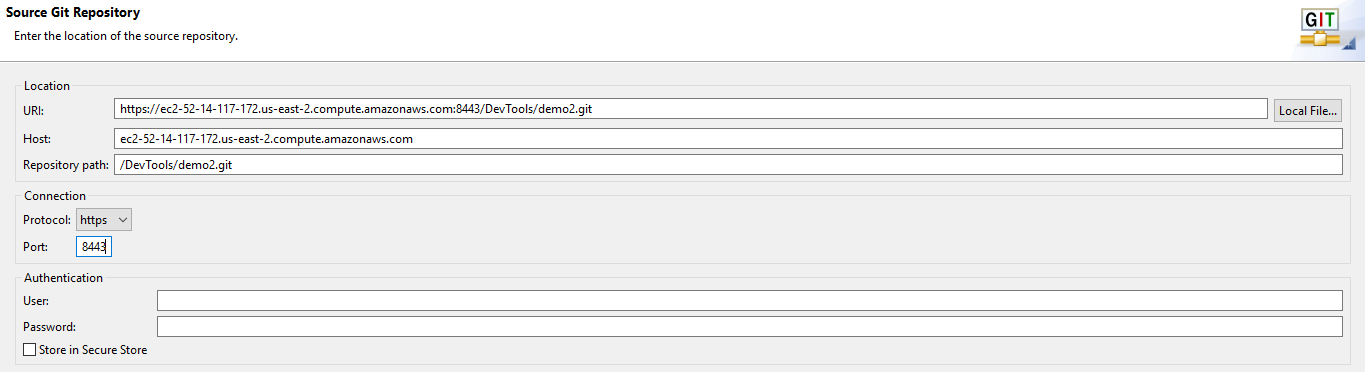 Source Git Repository
Enter the location of the source repository.
GIT
Location
URI: https://ec2-52-14-117-172.us-east-2.compute.amazonaws.com:8443/DevTools/demo2.git Local File...
Host: ec2-52-14-117-172.us-east-2.compute.amazonaws.com
Repository path: /DevTools/demo2.git
Connection
Protocol: https
Port: 8443
Authentication
User:
Password:
Store in Secure Store